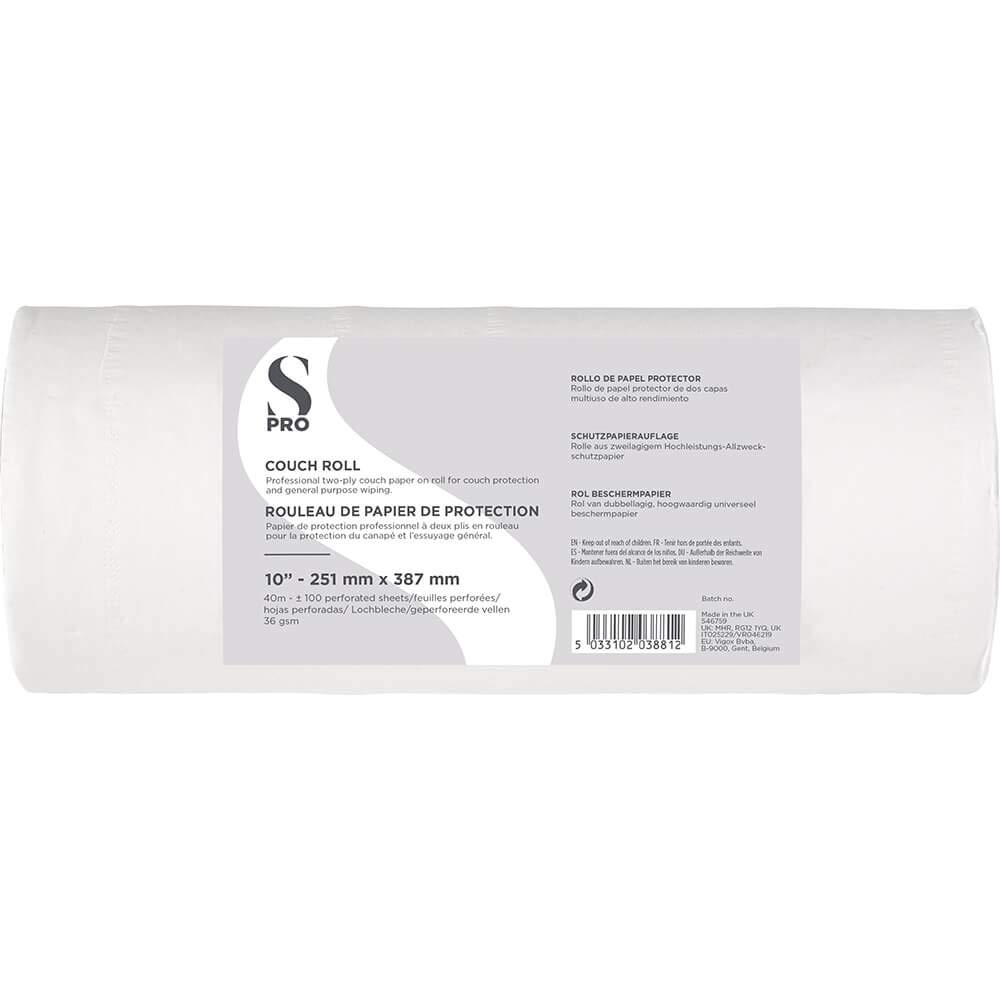 S
PRO
COUCH ROLL
Professional two-ply couch paper on roll for couch protection
and general purpose wiping.
ROULEAU DE PAPIER DE PROTECTION
Papier de protection professionnel à deux plis en rouleau
pour la protection du canapé et l'essuyage général.
10” - 251 mm x 387 mm
40m - ± 100 perforated sheets/feuilles perforées/
hojas perforadas/ Lochbleche/geperforeerde vellen
36 gsm
ROLLO DE PAPEL PROTECTOR
Rollo de papel protector de dos capas
multiuso de alto rendimiento
SCHUTZPAPIERAUFLAGE
Rolle aus zweilagigem Hochleistungs-Allzweck-
schutzpapier
ROL BESCHERMPAPIER
Rol van dubbellagig, hoogwaardig universeel
beschermpapier
EN - Keep out of reach of children. FR - Tenir hors de portée des enfants.
ES - Mantener fuera del alcance de los niños. DU - Außerhalb der Reichweite von
Kindern aufbewahren. NL - Buiten het bereik van kinderen bewaren.
Batch no.
5 033102 038812
Made in the UK
546759
UK: MHR, RG12 1YQ, UK
IT025229/VR046219
EU: Vigox Bvba,
B-9000, Gent, Belgium